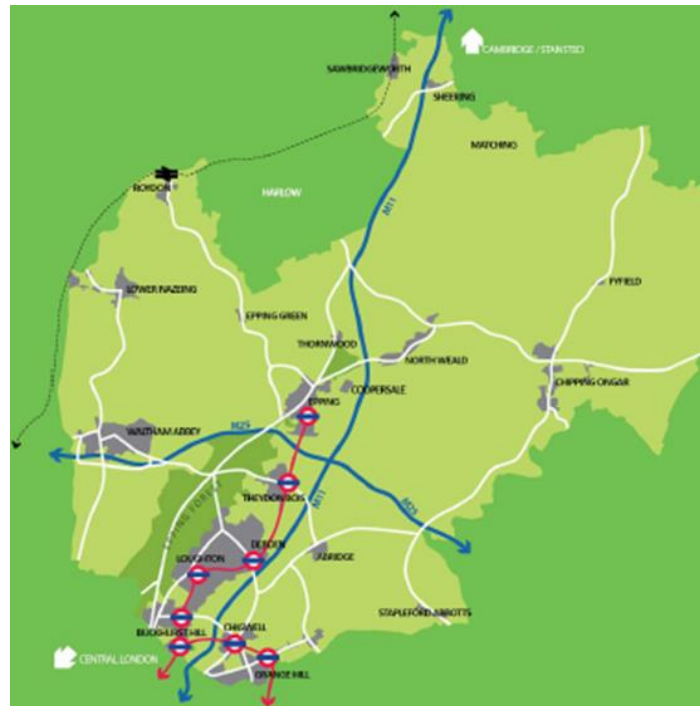 CAMBRIDGE / STANSTED
SAWBRIDGEWORTH
SHEERING
MATCHING
ROYDON
HARLOW
M11
LOWER NAZEING
FYFIELD
EPPING GREEN
THORNWOOD
NORTH WEALD
CHIPPING ONGAR
COOPERSALE
EPPING
WALTHAM ABBEY
M25
THEYDON BOIS
M11
M25
EPPING FOREST
DEBDEN
LOUGHTON
ABRIDGE
STAPLEFORD ABBOTTS
BUCKHURST HILL
CHIGWELL
CENTRAL LONDON
GRANGE HILL